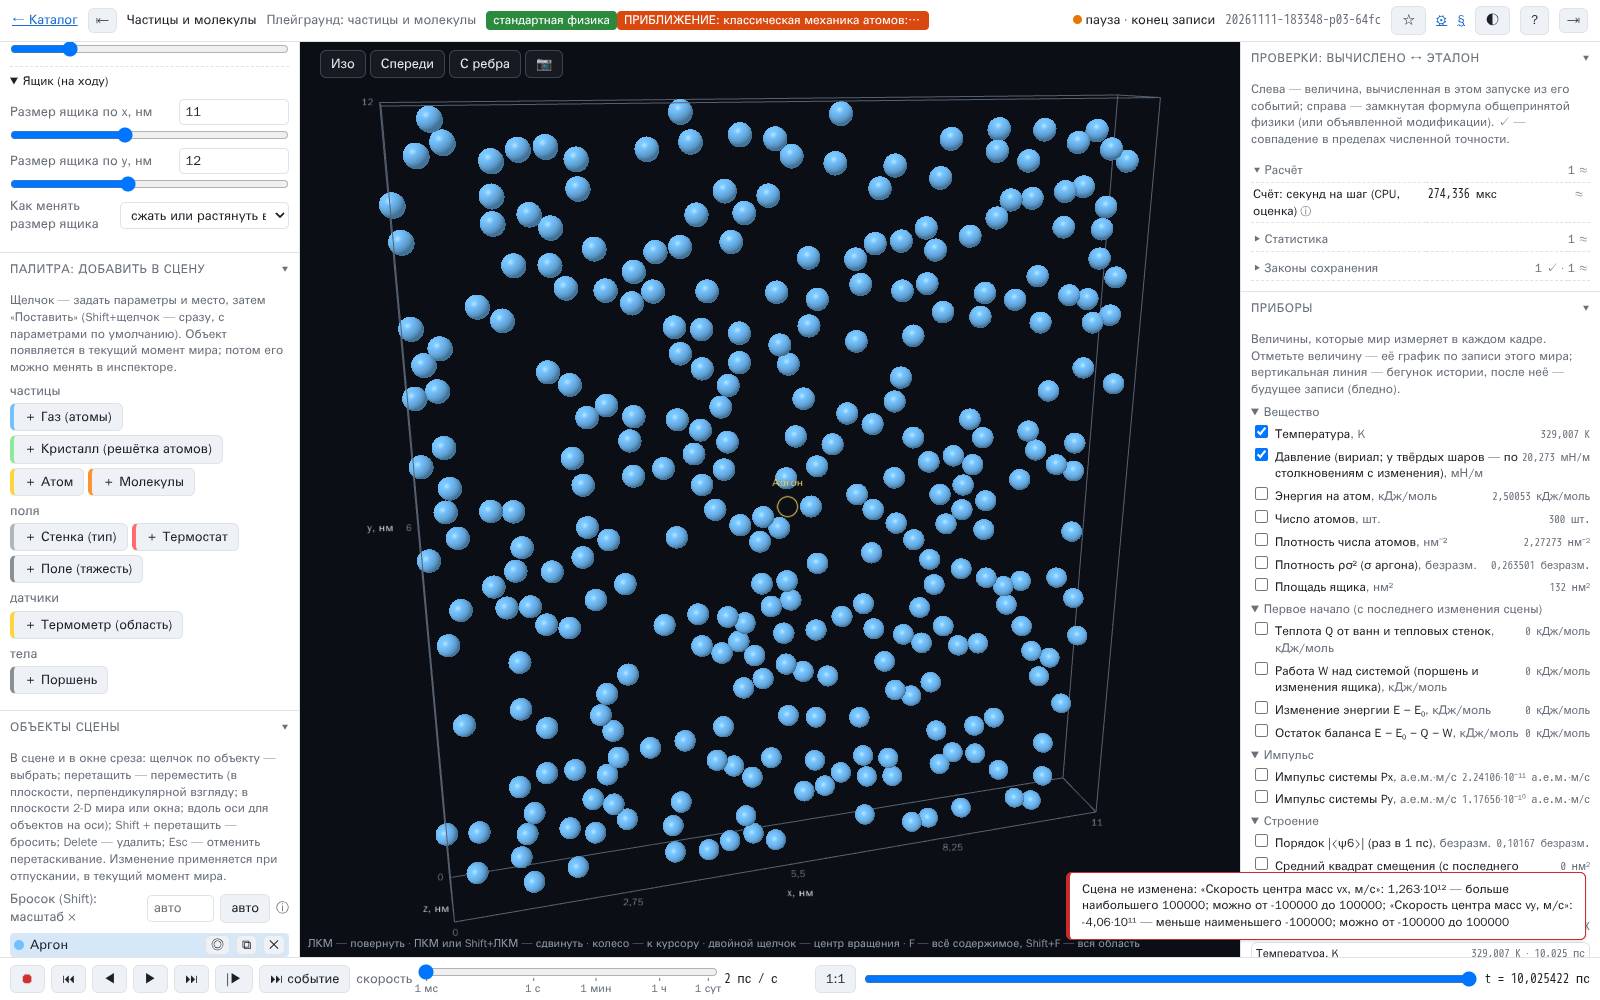 ← Каталог
⇤
Частицы и молекулы
Плейграунд: частицы и молекулы
стандартная физика
ПРИБЛИЖЕНИЕ: классическая механика атомов:···
пауза · конец записи
20261111-183348-p03-64fc
☆ ⚙ § ◐ ? ⇥
▼ Ящик (на ходу)
Размер ящика по x, нм
11
Размер ящика по y, нм
12
Как менять
размер ящика
сжать или растянуть в
ПАЛИТРА: ДОБАВИТЬ В СЦЕНУ
Щелчок — задать параметры и место, затем
«Поставить» (Shift+щелчок — сразу, с
параметрами по умолчанию). Объект
появляется в текущий момент мира; потом его
можно менять в инспекторе.
частицы
+ Газ (атомы)
+ Кристалл (решётка атомов)
+ Атом
+ Молекулы
поля
+ Стенка (тип)
+ Термостат
+ Поле (тяжесть)
датчики
+ Термометр (область)
тела
+ Поршень
ОБЪЕКТЫ СЦЕНЫ
В сцене и в окне среза: щелчок по объекту —
выбрать; перетащить — переместить (в
плоскости, перпендикулярной взгляду; в
плоскости 2-D мира или окна; вдоль оси для
объектов на оси); Shift + перетащить —
бросить; Delete — удалить; Esc — отменить
перетаскивание. Изменение применяется при
отпускании, в текущий момент мира.
Бросок (Shift):
масштаб ×
авто
авто
ⓘ
Аргон
Изо
Спереди
С ребра
12
y, нм
6
0
z, нм
0
2,75
5,5
x, нм
8,25
11
Аргон
ЛКМ — повернуть · ПКМ или Shift+ЛКМ — сдвинуть · колесо — к курсору · двойной щелчок — центр вращения · F — всё содержимое, Shift+F — вся область
ПРОВЕРКИ: ВЫЧИСЛЕНО ↔ ЭТАЛОН
Слева — величина, вычисленная в этом запуске из его
событий; справа — замкнутая формула общепринятой
физики (или объявленной модификации). ✓ —
совпадение в пределах численной точности.
▼ Расчёт 1 ≈
Счёт: секунд на шаг (CPU, 274,336 мкс ≈
оценка) ⓘ
▸ Статистика 1 ≈
▸ Законы сохранения 1 ✓ · 1 ≈
ПРИБОРЫ
Величины, которые мир измеряет в каждом кадре.
Отметьте величину — её график по записи этого мира;
вертикальная линия — бегунок истории, после неё —
будущее записи (бледно).
▼ Вещество
Температура, К 329,007 К
Давление (вириал; у твёрдых шаров — по 20,273 мН/м
столкновениям с изменения), мН/м
Энергия на атом, кДж/моль 2,50053 кДж/моль
Число атомов, шт. 300 шт.
Плотность числа атомов, нм⁻² 2,27273 нм⁻²
Плотность ρσ² (σ аргона), безразм. 0,263501 безразм.
Площадь ящика, нм² 132 нм²
▼ Первое начало (с последнего изменения сцены)
Теплота Q от ванн и тепловых стенок, 0 кДж/моль
кДж/моль
Работа W над системой (поршень и 0 кДж/моль
изменения ящика), кДж/моль
Изменение энергии E − E₀, кДж/моль 0 кДж/моль
Остаток баланса E − E₀ − Q − W, кДж/моль 0 кДж/моль
▼ Импульс
Импульс системы Px, а.е.м.·м/с 2,24106·10⁻¹¹ а.е.м.·м/с
Импульс системы Py, а.е.м.·м/с 1,17656·10⁻¹⁰ а.е.м.·м/с
▼ Строение
Порядок |⟨ψ6⟩| (раз в 1 пс), безразм. 0,10167 безразм.
Средний квадрат смещения (с последнего 0 нм²
Сцена не изменена: «Скорость центра масс vx, м/с»: 1,263·10¹² — больше
наибольшего 100000; можно от -100000 до 100000; «Скорость центра масс vy, м/с»:
-4,06·10¹¹ — меньше наименьшего -100000; можно от -100000 до 100000
Температура, К 329,007 К · 10,025 пс
⏭ событие
скорость
1 мс
1 с
1 мин
1 ч
1 сут
2 пс / с
1:1
t = 10,025422 пс